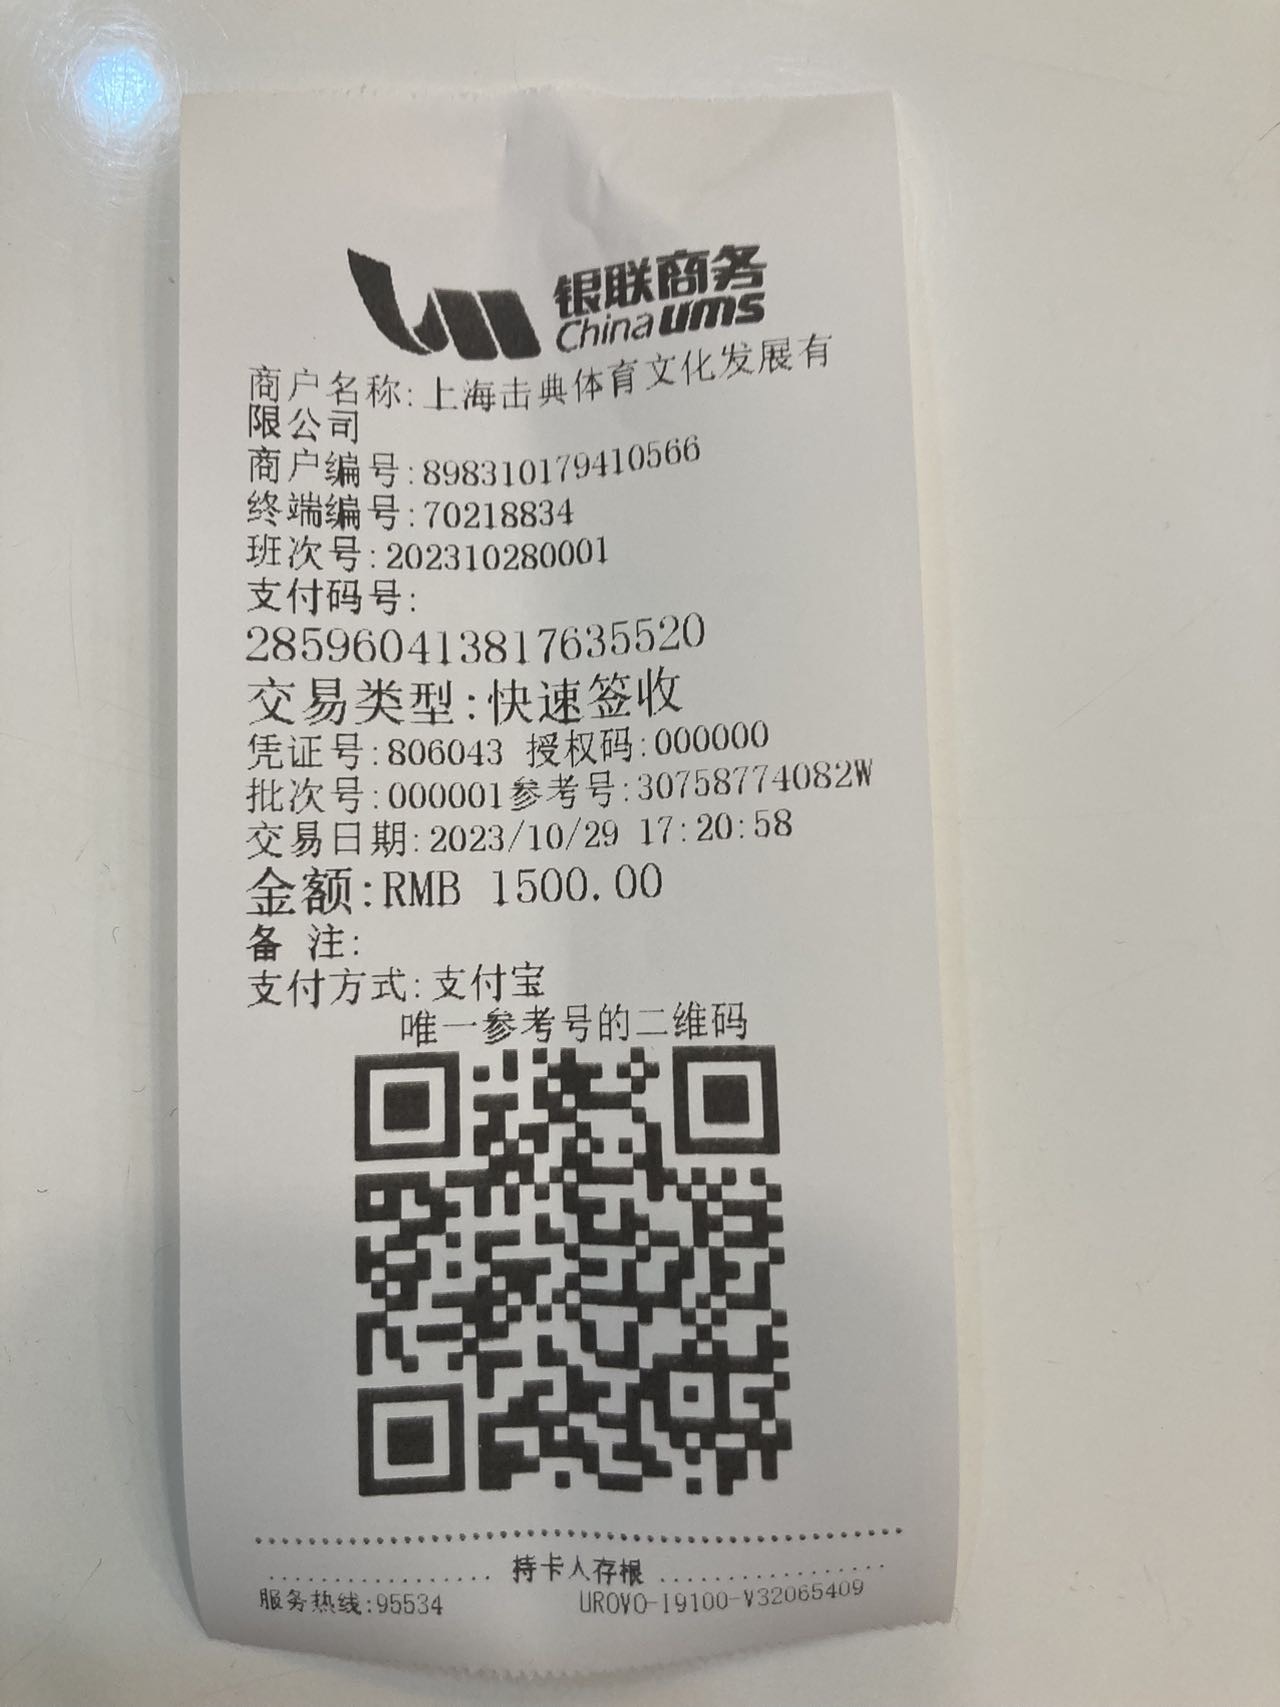 银联商务
Chinaums
商户名称:上海击典体育文化发展有
限公司
商户编号:898310179410566
终端编号:70218834
班次号:202310280001
支付码号:
285960413817635520
交易类型:快速签收
凭证号:806043 授权码:000000
批次号:000001参考号:30758774082W
交易日期:2023/10/29 17:20:58
金额:RMB 1500.00
备 注:
支付方式:支付宝
唯一参考号的二维码
持卡人存根
服务热线:95534 UROVO-I9100-V32065409